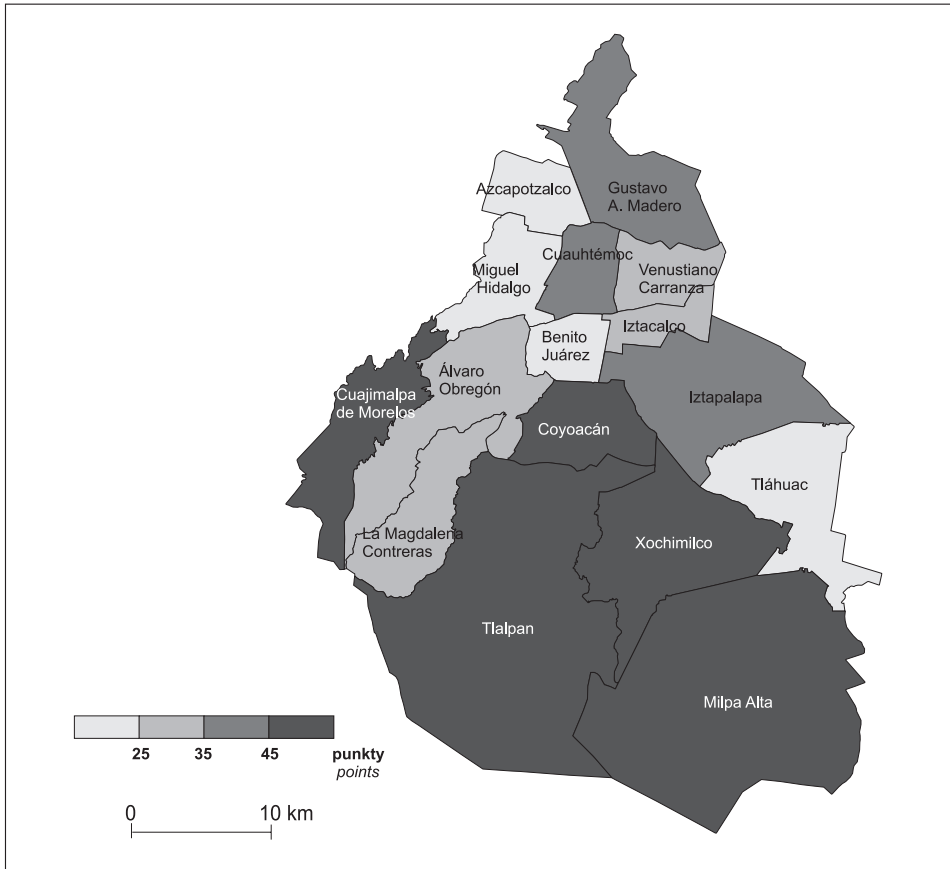 Azcapotzalco
Gustavo
A. Madero
Cuauhtémoc
Venustiano
Carranza
Miguel
Hidalgo
Iztacalco
Benito
Juárez
Álvaro
Obregón
Cuajimalpa
de Morelos
Iztapalapa
Coyoacán
Tláhuac
La Magdalena
Contreras
Xochimilco
Tlalpan
Milpa Alta
25 35 45 punkty
points
0 10 km